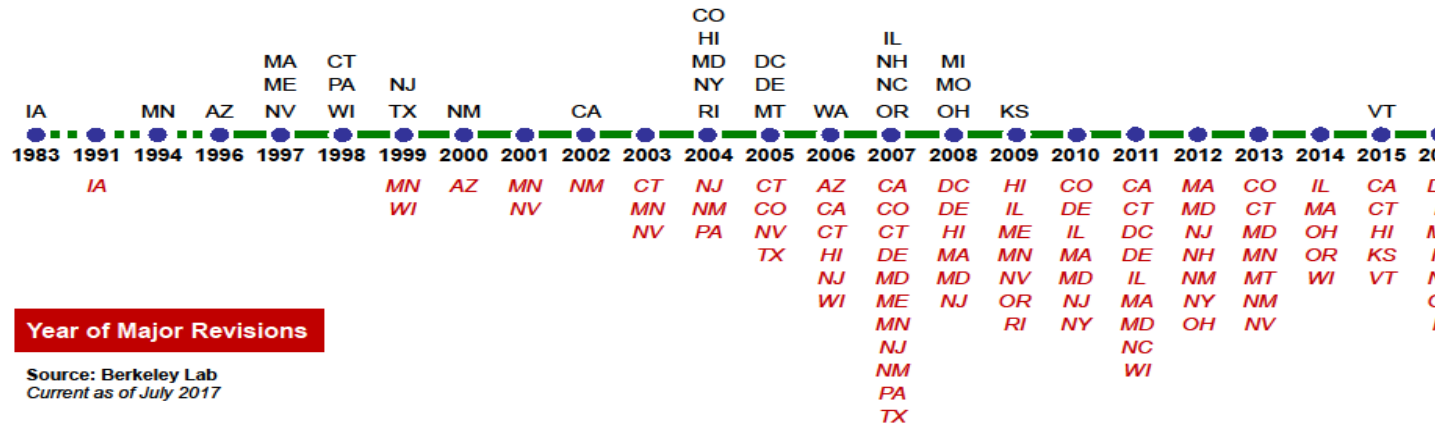 CO
HI IL
MA CT MD DC NH MI
ME PA NJ NY DE NC MO
IA MN AZ NV WI TX NM CA RI MT WA OR OH KS VT
1983 1991 1994 1996 1997 1998 1999 2000 2001 2002 2003 2004 2005 2006 2007 2008 2009 2010 2011 2012 2013 2014 2015
IA MN AZ MN NM CT NJ CT AZ CA DC HI CO CA MA CO IL CA
WI NV MN NM CO CA CO DE IL DE CT MD CT MA CT
NV PA NV CT CT HI ME IL DC NJ MD OH HI
TX HI DE MA MN MA DE NH MN OR KS
NJ MD MD NV MD IL NM MT WI VT
WI ME NJ OR NJ MA NY NM
MN RI NY MD OH NV
NJ NC
NM WI
PA
TX
Year of Major Revisions
Source: Berkeley Lab
Current as of July 2017